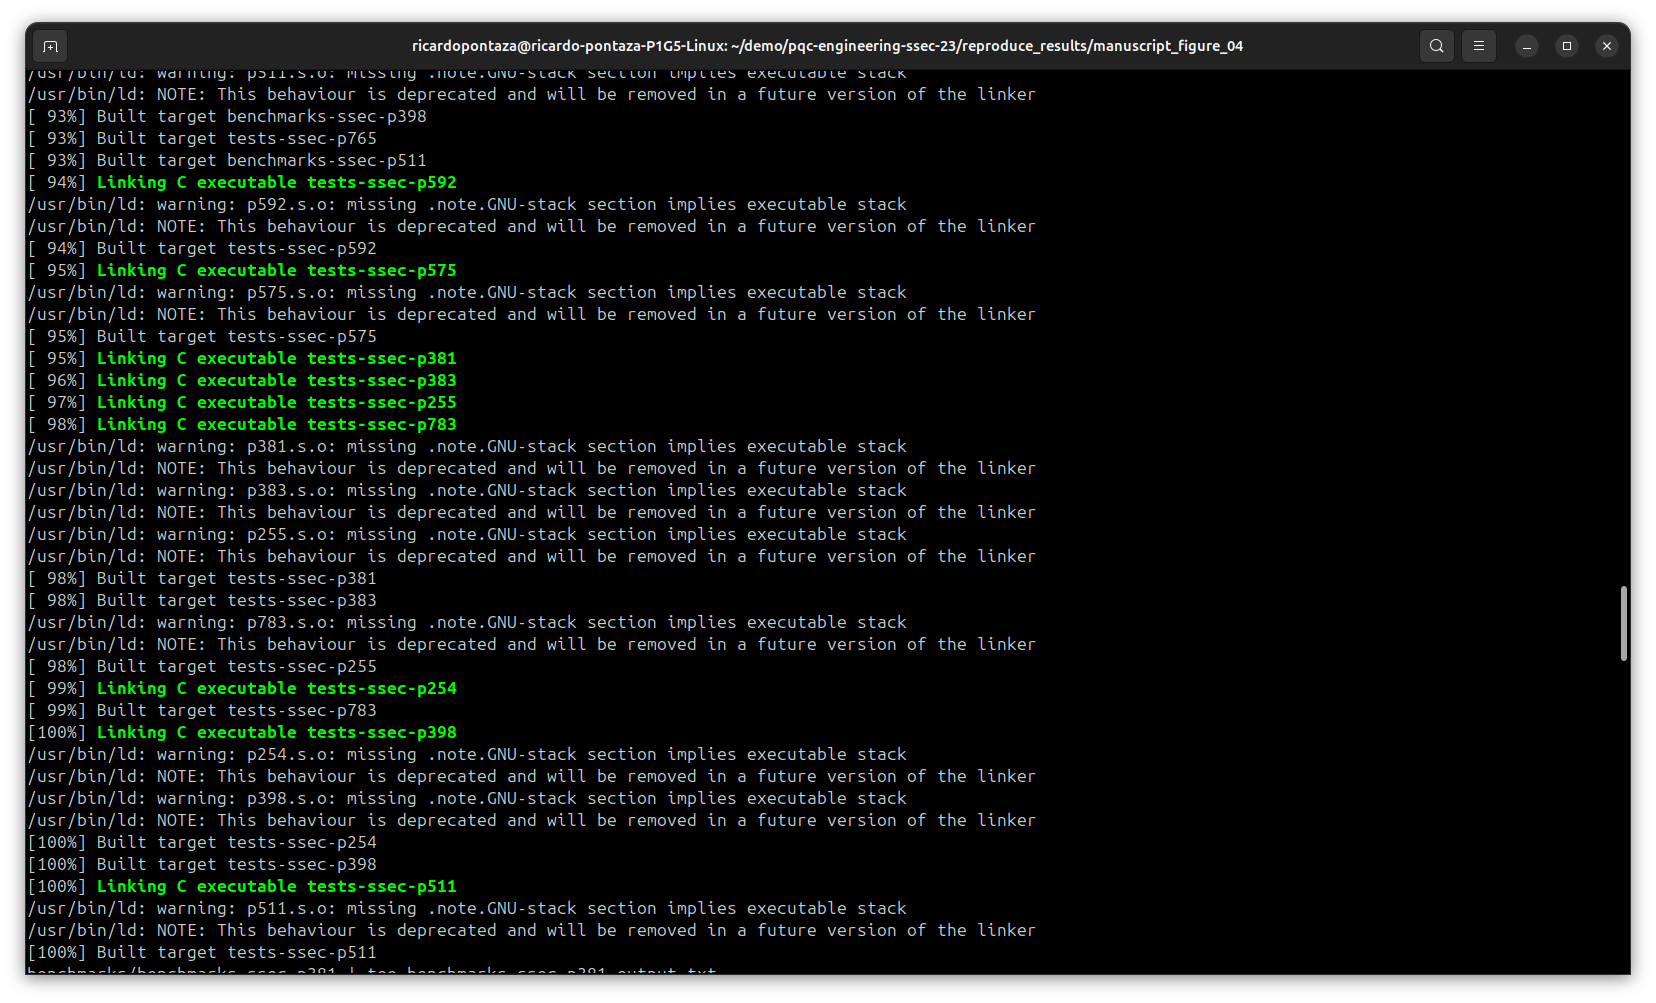 ricardopontaza@ricardo-pontaza-P1G5-Linux: ~/demo/pqc-engineering-ssec-23/reproduce_results/manuscript_figure_04
/usr/bin/ld: warning: p511.s.o: missing .note.GNU-stack section implies executable stack
/usr/bin/ld: NOTE: This behaviour is deprecated and will be removed in a future version of the linker
[ 93%] Built target benchmarks-ssec-p398
[ 93%] Built target tests-ssec-p765
[ 93%] Built target benchmarks-ssec-p511
[ 94%] Linking C executable tests-ssec-p592
/usr/bin/ld: warning: p592.s.o: missing .note.GNU-stack section implies executable stack
/usr/bin/ld: NOTE: This behaviour is deprecated and will be removed in a future version of the linker
[ 94%] Built target tests-ssec-p592
[ 95%] Linking C executable tests-ssec-p575
/usr/bin/ld: warning: p575.s.o: missing .note.GNU-stack section implies executable stack
/usr/bin/ld: NOTE: This behaviour is deprecated and will be removed in a future version of the linker
[ 95%] Built target tests-ssec-p575
[ 95%] Linking C executable tests-ssec-p381
[ 96%] Linking C executable tests-ssec-p383
[ 97%] Linking C executable tests-ssec-p255
[ 98%] Linking C executable tests-ssec-p783
/usr/bin/ld: warning: p381.s.o: missing .note.GNU-stack section implies executable stack
/usr/bin/ld: NOTE: This behaviour is deprecated and will be removed in a future version of the linker
/usr/bin/ld: warning: p383.s.o: missing .note.GNU-stack section implies executable stack
/usr/bin/ld: NOTE: This behaviour is deprecated and will be removed in a future version of the linker
/usr/bin/ld: warning: p255.s.o: missing .note.GNU-stack section implies executable stack
/usr/bin/ld: NOTE: This behaviour is deprecated and will be removed in a future version of the linker
[ 98%] Built target tests-ssec-p381
[ 98%] Built target tests-ssec-p383
/usr/bin/ld: warning: p783.s.o: missing .note.GNU-stack section implies executable stack
/usr/bin/ld: NOTE: This behaviour is deprecated and will be removed in a future version of the linker
[ 98%] Built target tests-ssec-p255
[ 99%] Linking C executable tests-ssec-p254
[ 99%] Built target tests-ssec-p783
[100%] Linking C executable tests-ssec-p398
/usr/bin/ld: warning: p254.s.o: missing .note.GNU-stack section implies executable stack
/usr/bin/ld: NOTE: This behaviour is deprecated and will be removed in a future version of the linker
/usr/bin/ld: warning: p398.s.o: missing .note.GNU-stack section implies executable stack
/usr/bin/ld: NOTE: This behaviour is deprecated and will be removed in a future version of the linker
[100%] Built target tests-ssec-p254
[100%] Built target tests-ssec-p398
[100%] Linking C executable tests-ssec-p511
/usr/bin/ld: warning: p511.s.o: missing .note.GNU-stack section implies executable stack
/usr/bin/ld: NOTE: This behaviour is deprecated and will be removed in a future version of the linker
[100%] Built target tests-ssec-p511
benchmarks/benchmarks-ssec-p381 | tee benchmarks-ssec-p381-output.txt